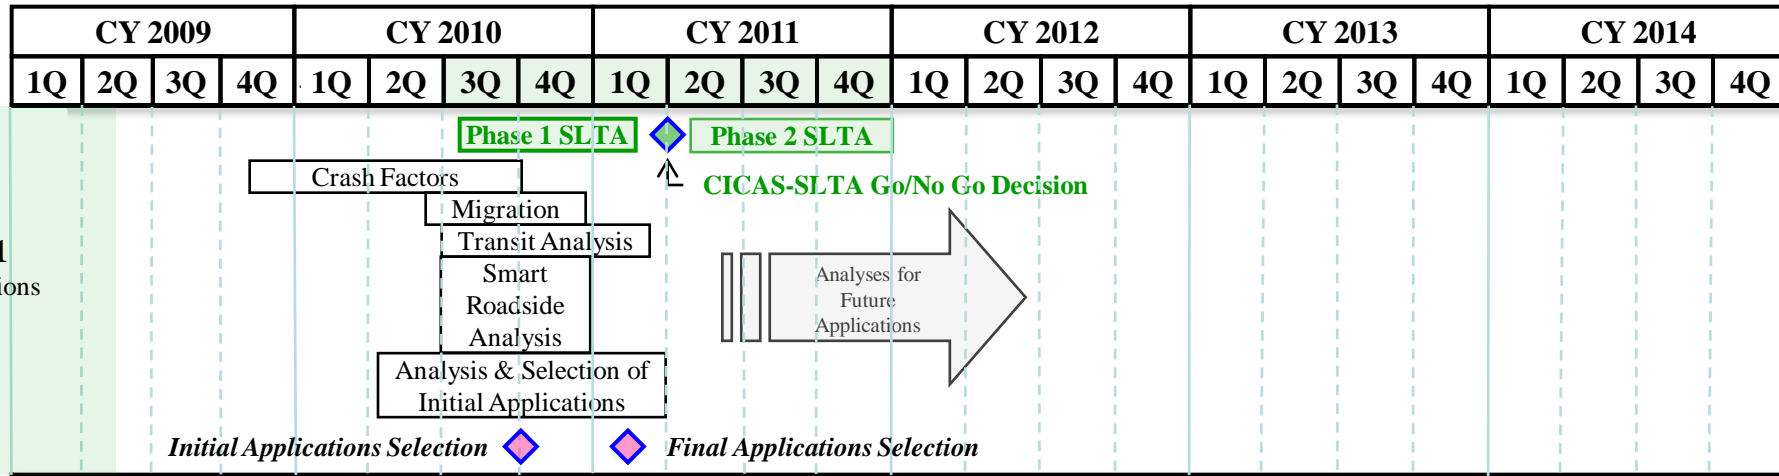 CY 2009 CY 2010 CY 2011 CY 2012 CY 2013 CY 2014
1Q 2Q 3Q 4Q 1Q 2Q 3Q 4Q 1Q 2Q 3Q 4Q 1Q 2Q 3Q 4Q 1Q 2Q 3Q 4Q 1Q 2Q 3Q 4Q
Phase 1 SLTA Phase 2 SLTA
Crash Factors
CICAS-SLTA Go/No Go Decision
Migration
Transit Analysis
1
ions
Smart
Roadside
Analysis
Analyses for
Future
Applications
Analysis & Selection of
Initial Applications
Initial Applications Selection Final Applications Selection